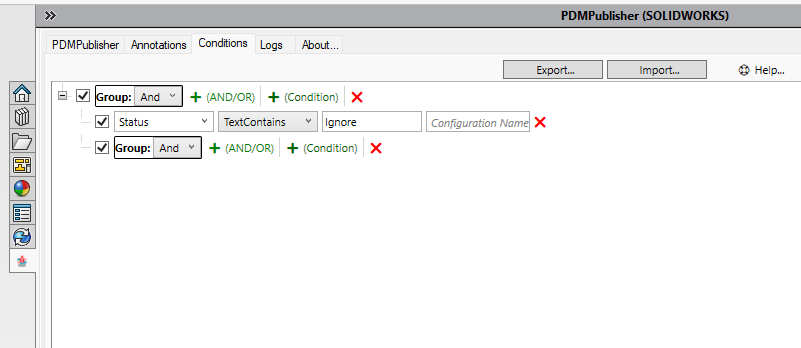 PDMPublisher (SOLIDWORKS)
PDMPublisher Annotations Conditions Logs About...
Export... Import... Help...
Group: And (AND/OR) (Condition)
Status TextContains Ignore Configuration Name
Group: And (AND/OR) (Condition)